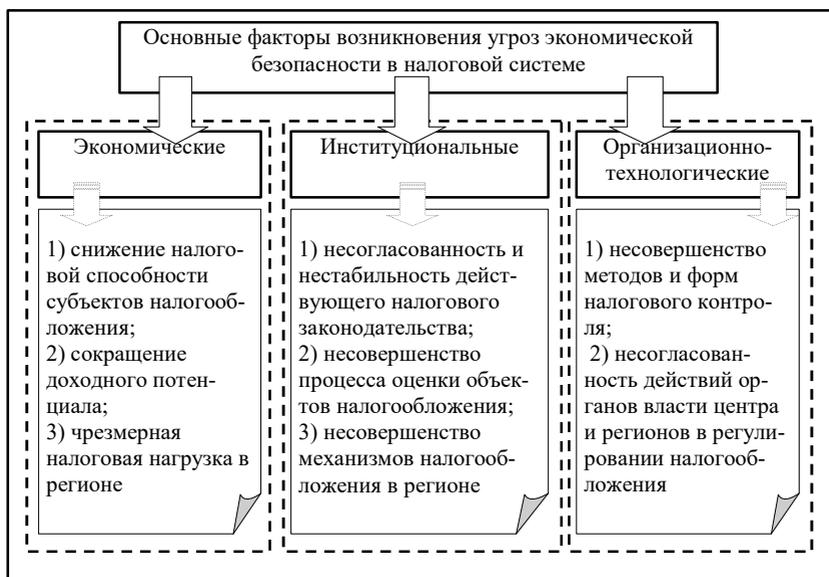 Основные факторы возникновения угроз экономической
безопасности в налоговой системе
Экономические
1) снижение налого-
вой способности
субъектов налогооб-
ложения;
2) сокращение
доходного потен-
циала;
3) чрезмерная
налоговая нагрузка в
регионе
Институциональные
1) несогласованность и
нестабильность дейст-
вующего налогового
законодательства;
2) несовершенство
процесса оценки объек-
тов налогообложения;
3) несовершенство
механизмов налогооб-
ложения в регионе
Организационно-
технологические
1) несовершенство
методов и форм
налогового контро-
ля;
2) несогласован-
ность действий ор-
ганов власти центра
и регионов в регули-
ровании налогооб-
ложения